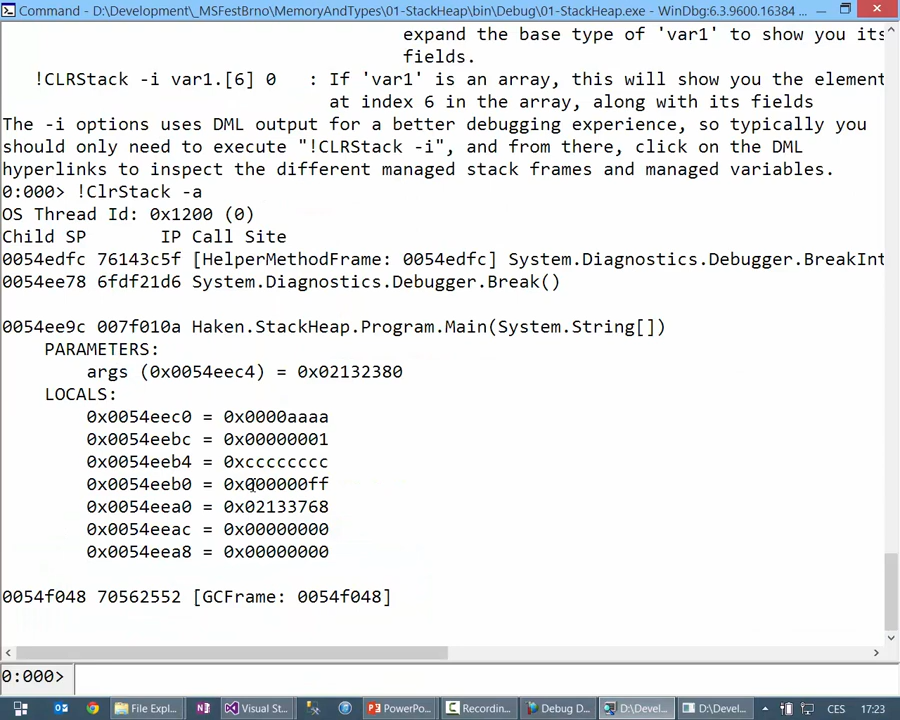 Command - D:\Development\_MSFestBrno\MemoryAndTypes\01-StackHeap\bin\Debug\01-StackHeap.exe - WinDbg:6.3.9600.16384
expand the base type of 'var1' to show you its
fields.
!CLRStack -i var1.[6] 0   : If 'var1' is an array, this will show you the element
at index 6 in the array, along with its fields
The -i options uses DML output for a better debugging experience, so typically you
should only need to execute "!CLRStack -i", and from there, click on the DML
hyperlinks to inspect the different managed stack frames and managed variables.
0:000> !ClrStack -a
OS Thread Id: 0x1200 (0)
Child SP       IP Call Site
0054edfc 76143c5f [HelperMethodFrame: 0054edfc] System.Diagnostics.Debugger.BreakInt
0054ee78 6fdf21d6 System.Diagnostics.Debugger.Break()
0054ee9c 007f010a Haken.StackHeap.Program.Main(System.String[])
PARAMETERS:
args (0x0054eec4) = 0x02132380
LOCALS:
0x0054eec0 = 0x0000aaaa
0x0054eebc = 0x00000001
0x0054eeb4 = 0xcccccccc
0x0054eeb0 = 0x000000ff
0x0054eea0 = 0x02133768
0x0054eeac = 0x00000000
0x0054eea8 = 0x00000000
0054f048 70562552 [GCFrame: 0054f048]
0:000>
File Expl...
Visual St...
PowerPo...
Recordin...
Debug D...
D:\Devel...
D:\Devel...
CES
17:23